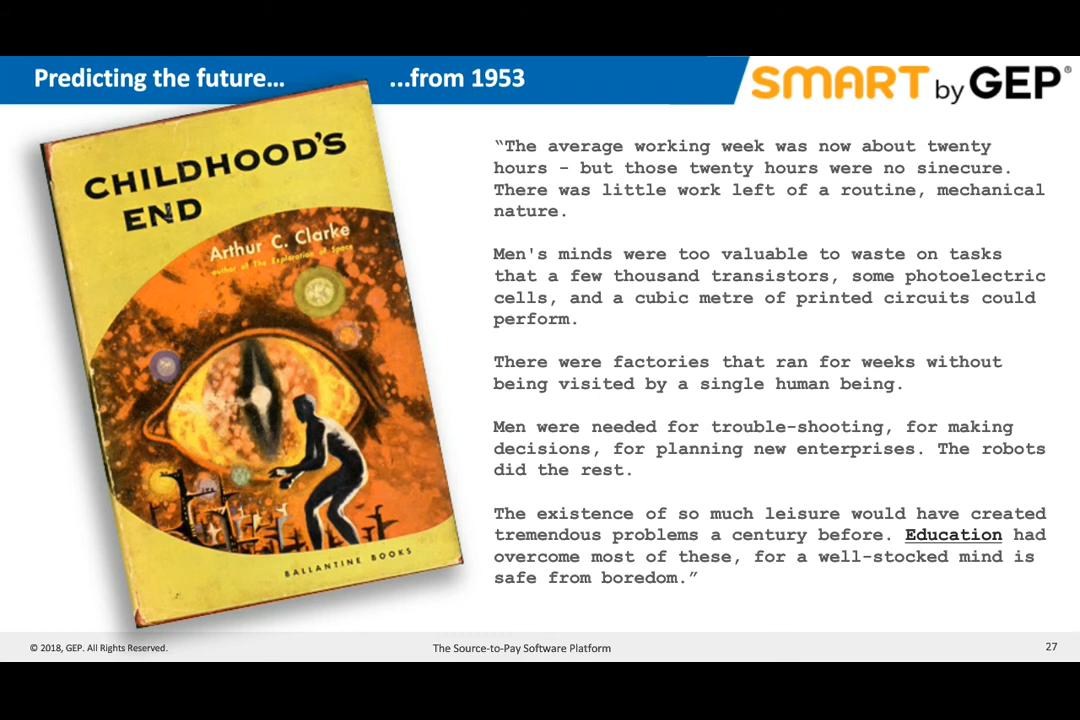 Predicting the future... ...from 1953
SMART by GEP®
CHILDHOOD'S
END
Arthur C. Clarke
author of The Exploration of Space
BALLANTINE BOOKS
“The average working week was now about twenty
hours – but those twenty hours were no sinecure.
There was little work left of a routine, mechanical
nature.
Men's minds were too valuable to waste on tasks
that a few thousand transistors, some photoelectric
cells, and a cubic metre of printed circuits could
perform.
There were factories that ran for weeks without
being visited by a single human being.
Men were needed for trouble-shooting, for making
decisions, for planning new enterprises. The robots
did the rest.
The existence of so much leisure would have created
tremendous problems a century before. Education had
overcome most of these, for a well-stocked mind is
safe from boredom.”
© 2018, GEP. All Rights Reserved.
The Source-to-Pay Software Platform
27